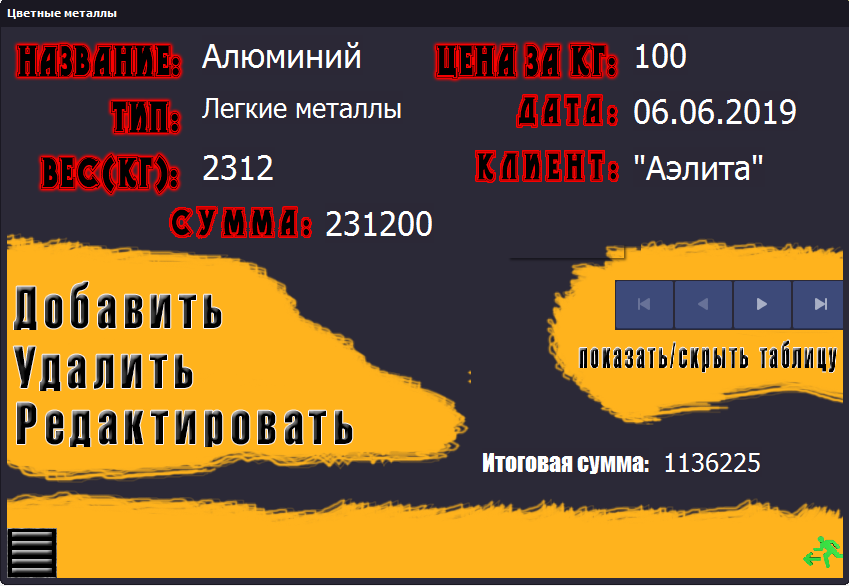 Цветные металлы
НАЗВАНИЕ: Алюминий ЦЕНА ЗА КГ: 100
ТИП: Легкие металлы ДАТА: 06.06.2019
ВЕС(КГ): 2312 КЛИЕНТ: "Аэлита"
СУММА: 231200
Добавить
Удалить
Редактировать
показать/скрыть таблицу
Итоговая сумма: 1136225